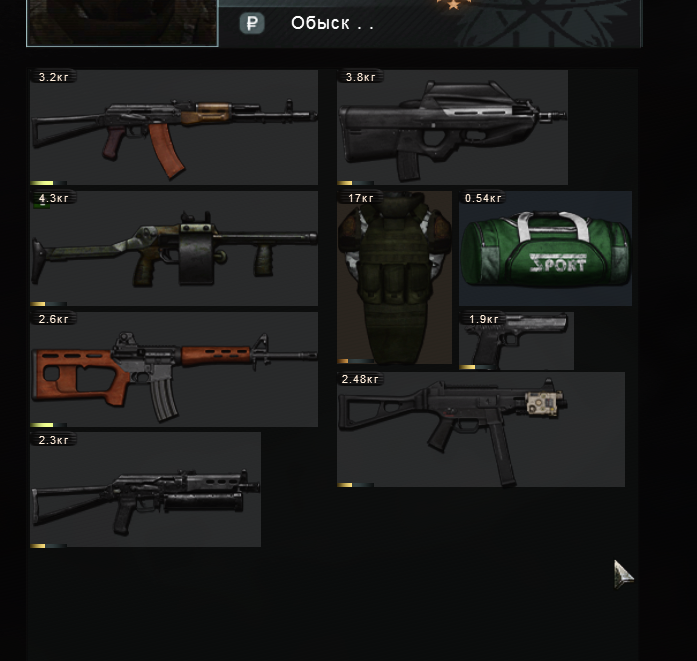 ₽ Обыск . .
3.2кг
3.8кг
4.3кг
17кг
0.54кг
SPORT
2.6кг
1.9кг
2.48кг
2.3кг